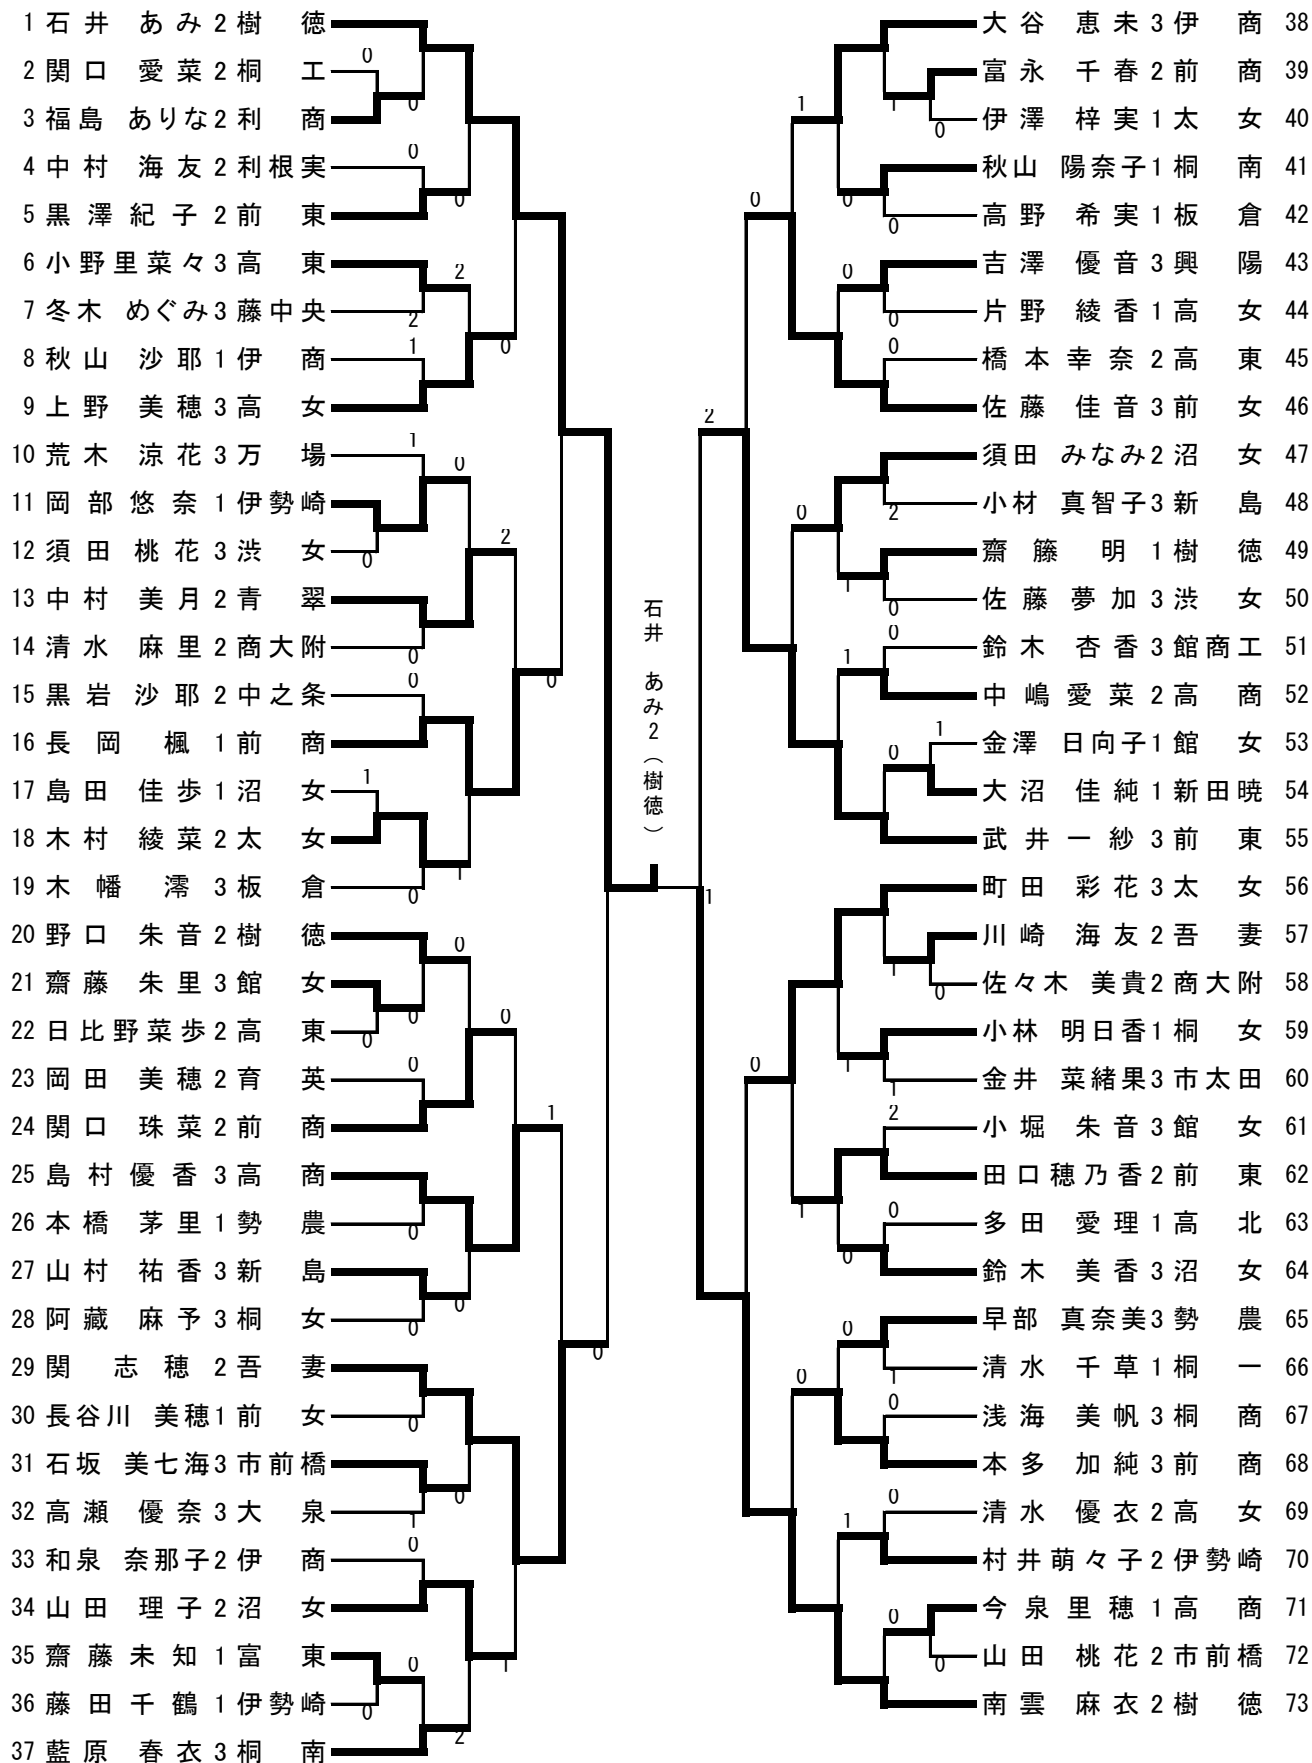 1 石井 あみ 2 樹徳
2 関口 愛菜 2 桐工
3 福島 ありな 2 利商
4 中村 海友 2 利根実
5 黒澤紀子 2 前東
6 小野里菜々 3 高東
7 冬木 めぐみ 3 藤中央
8 秋山 沙耶 1 伊商
9 上野 美穂 3 高女
10 荒木 涼花 3 万場
11 岡部悠奈 1 伊勢崎
12 須田桃花 3 渋女
13 中村 美月 2 青翠
14 清水 麻里 2 商大附
15 黒岩沙耶 2 中之条
16 長岡 楓 1 前商
17 島田 佳歩 1 沼女
18 木村 綾菜 2 太女
19 木幡 澪 3 板倉
20 野口 朱音 2 樹徳
21 齋藤 朱里 3 館女
22 日比野菜歩 2 高東
23 岡田 美穂 2 育英
24 関口 珠菜 2 前商
25 島村優香 3 高商
26 本橋 茅里 1 勢農
27 山村 祐香 3 新島
28 阿藏 麻予 3 桐女
29 関 志穂 2 吾妻
30 長谷川 美穂 1 前女
31 石坂 美七海 3 市前橋
32 高瀬 優奈 3 大泉
33 和泉 奈那子 2 伊商
34 山田 理子 2 沼女
35 齋藤未知 1 富東
36 藤田千鶴 1 伊勢崎
37 藍原 春衣 3 桐南
石井 あみ2(樹徳)
大谷 恵未 3 伊商 38
富永 千春 2 前商 39
伊澤 梓実 1 太女 40
秋山 陽奈子 1 桐南 41
高野 希実 1 板倉 42
吉澤 優音 3 興陽 43
片野 綾香 1 高女 44
橋本幸奈 2 高東 45
佐藤 佳音 3 前女 46
須田 みなみ 2 沼女 47
小材 真智子 3 新島 48
齋籐 明 1 樹徳 49
佐藤夢加 3 渋女 50
鈴木 杏香 3 館商工 51
中嶋愛菜 2 高商 52
金澤 日向子 1 館女 53
大沼 佳純 1 新田暁 54
武井一紗 3 前東 55
町田 彩花 3 太女 56
川崎 海友 2 吾妻 57
佐々木 美貴 2 商大附 58
小林 明日香 1 桐女 59
金井 菜緒果 3 市太田 60
小堀 朱音 3 館女 61
田口穂乃香 2 前東 62
多田 愛理 1 高北 63
鈴木 美香 3 沼女 64
早部 真奈美 3 勢農 65
清水 千草 1 桐一 66
浅海 美帆 3 桐商 67
本多 加純 3 前商 68
清水 優衣 2 高女 69
村井萌々子 2 伊勢崎 70
今泉里穂 1 高商 71
山田 桃花 2 市前橋 72
南雲 麻衣 2 樹徳 73